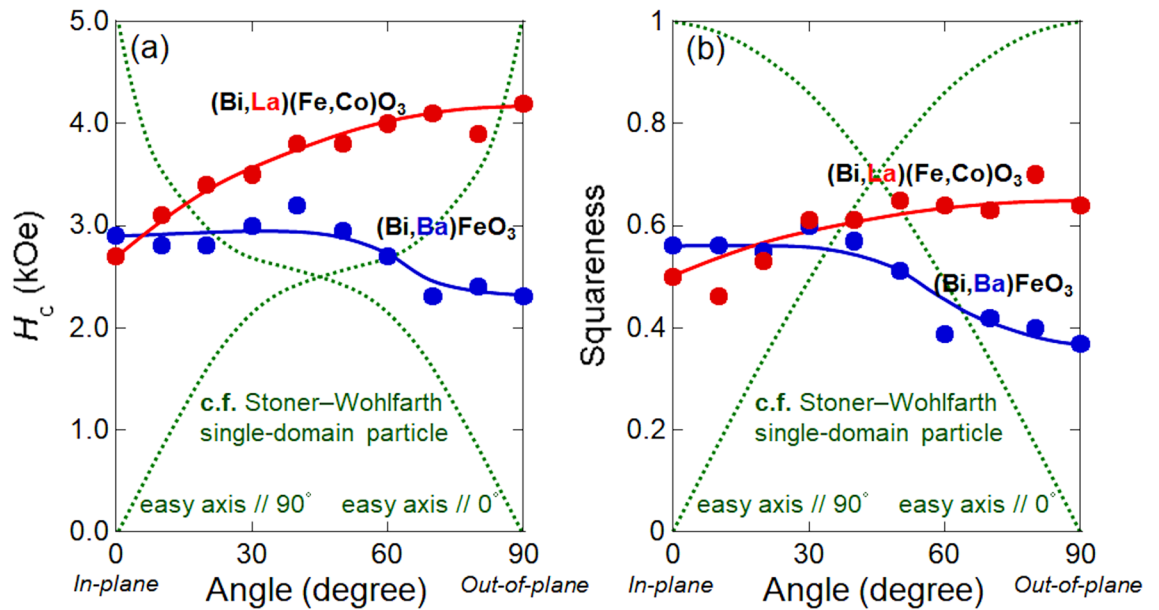 (a)
5.0
4.0
3.0
2.0
1.0
0.0
Hc (kOe)
(Bi,La)(Fe,Co)O3
(Bi,Ba)FeO3
c.f. Stoner–Wohlfarth
single-domain particle
easy axis // 90°
easy axis // 0°
0
30
60
90
In-plane
Angle (degree)
Out-of-plane
(b)
1
0.8
0.6
0.4
0.2
0
Squareness
(Bi,La)(Fe,Co)O3
(Bi,Ba)FeO3
c.f. Stoner–Wohlfarth
single-domain particle
easy axis // 90°
easy axis // 0°
0
30
60
90
In-plane
Angle (degree)
Out-of-plane